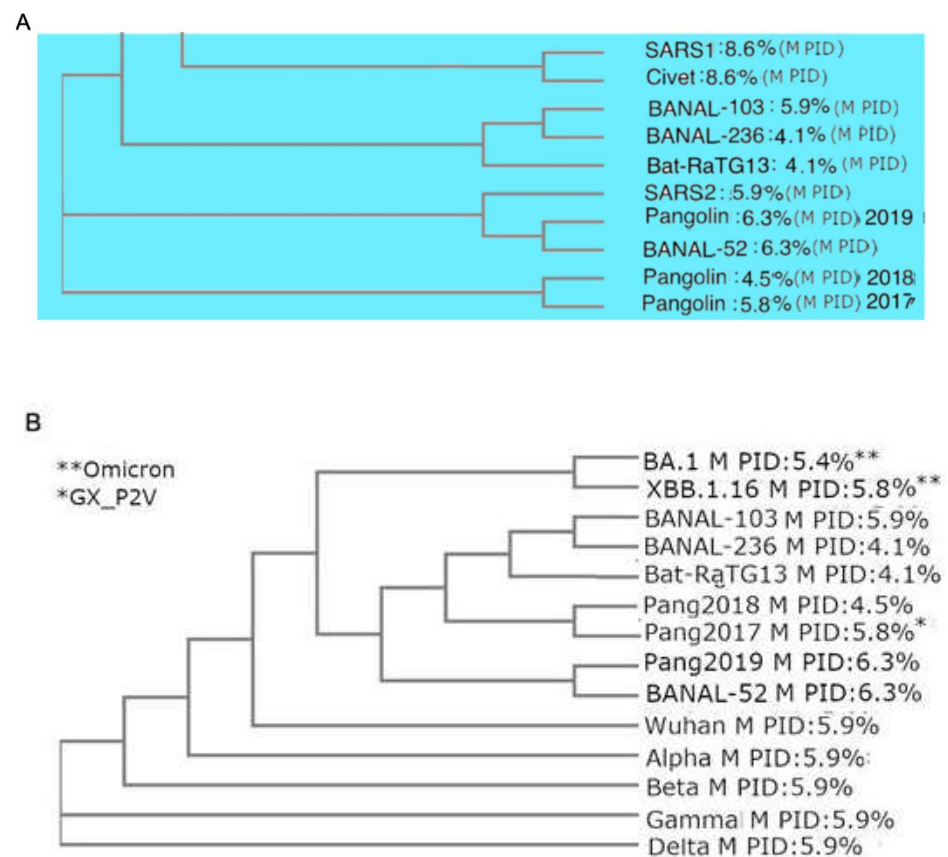 A
SARS1:8.6%(M PID)
Civet:8.6%(M PID)
BANAL-103: 5.9%(M PID)
BANAL-236:4.1%(M PID)
Bat-RaTG13: 4.1%(M PID)
SARS2: :5.9%(M PID)
Pangolin :6.3%(M PID) 2019
BANAL-52 :6.3%(M PID)
Pangolin :4.5%(M PID) 2018
Pangolin :5.8%(M PID) 2017
B
**Omicron
*GX_P2V
BA.1 M PID:5.4%**
XBB.1.16 M PID:5.8%**
BANAL-103 M PID:5.9%
BANAL-236 M PID:4.1%
Bat-RaTG13 M PID:4.1%
Pang2018 M PID:4.5%
Pang2017 M PID:5.8%*
Pang2019 M PID:6.3%
BANAL-52 M PID:6.3%
Wuhan M PID:5.9%
Alpha M PID:5.9%
Beta M PID:5.9%
Gamma M PID:5.9%
Delta M PID:5.9%